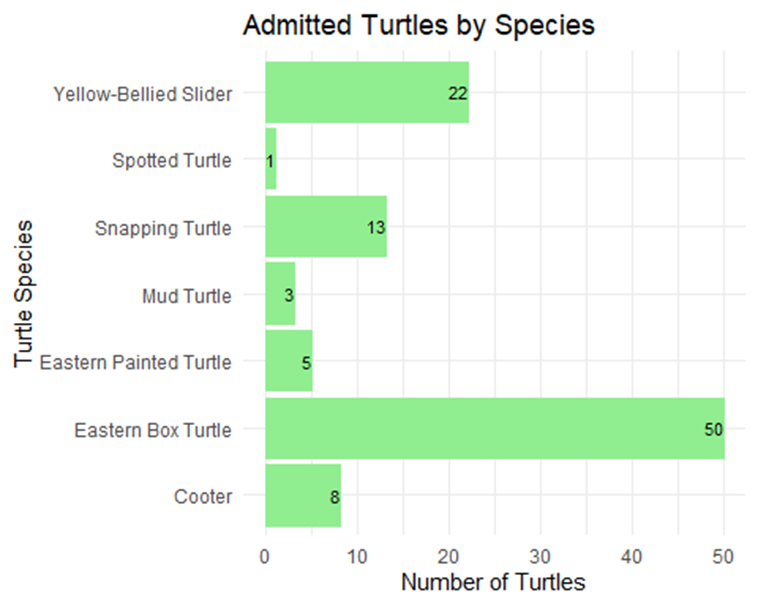 Admitted Turtles by Species
Turtle Species
Yellow-Bellied Slider 22
Spotted Turtle 1
Snapping Turtle 13
Mud Turtle 3
Eastern Painted Turtle 5
Eastern Box Turtle 50
Cooter 8
0 10 20 30 40 50
Number of Turtles